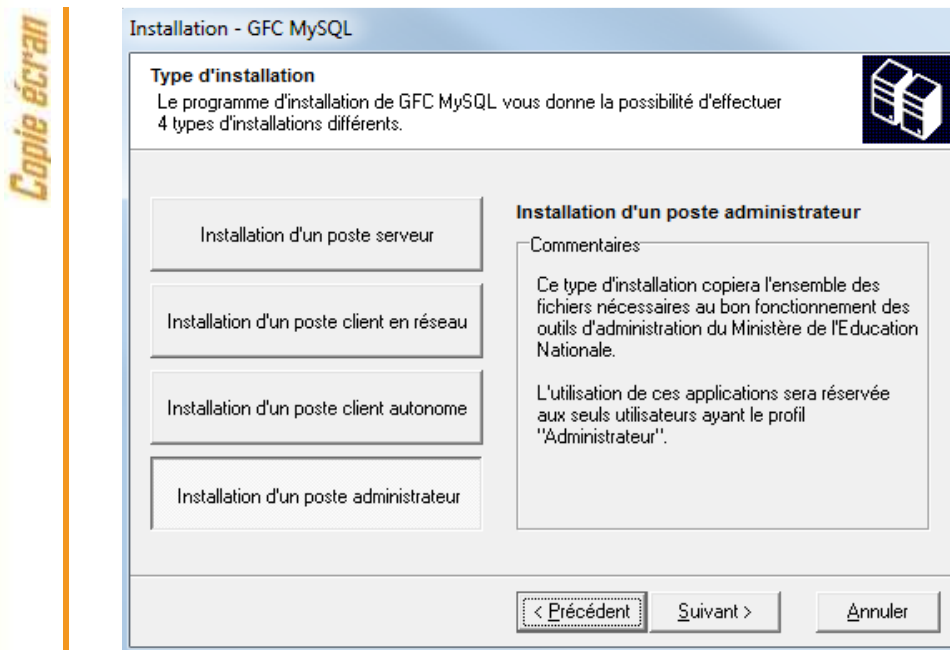 Copie écran
Installation - GFC MySQL
Type d'installation
Le programme d'installation de GFC MySQL vous donne la possibilité d'effectuer
4 types d'installations différents.
Installation d'un poste serveur
Installation d'un poste client en réseau
Installation d'un poste client autonome
Installation d'un poste administrateur
Installation d'un poste administrateur
Commentaires
Ce type d'installation copiera l'ensemble des
fichiers nécessaires au bon fonctionnement des
outils d'administration du Ministère de l'Education
Nationale.
L'utilisation de ces applications sera réservée
aux seuls utilisateurs ayant le profil
"Administrateur".
< Précédent
Suivant >
Annuler